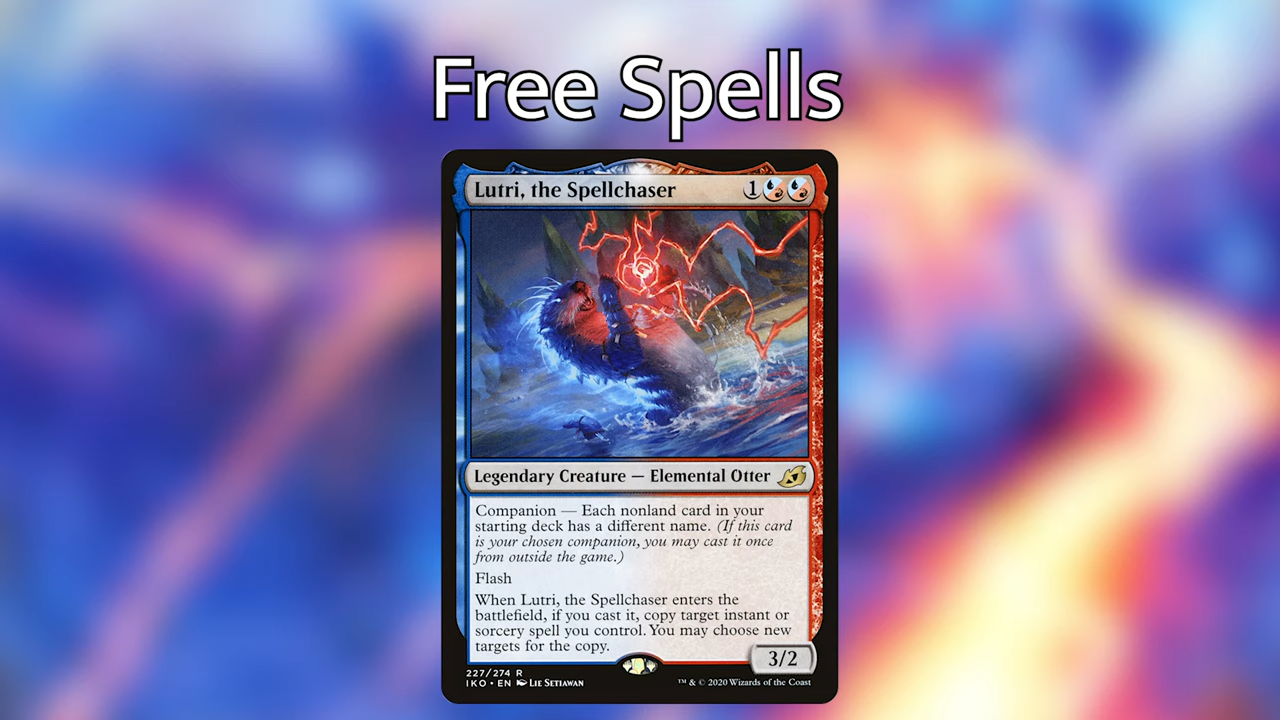 Free Spells
Lutri, the Spellchaser 1
Legendary Creature — Elemental Otter
Companion — Each nonland card in your
starting deck has a different name. (If this card
is your chosen companion, you may cast it once
from outside the game.)
Flash
When Lutri, the Spellchaser enters the
battlefield, if you cast it, copy target instant or
sorcery spell you control. You may choose new
targets for the copy.
3/2
227/274 R
IKO • EN Lie Setiawan
™ & © 2020 Wizards of the Coast